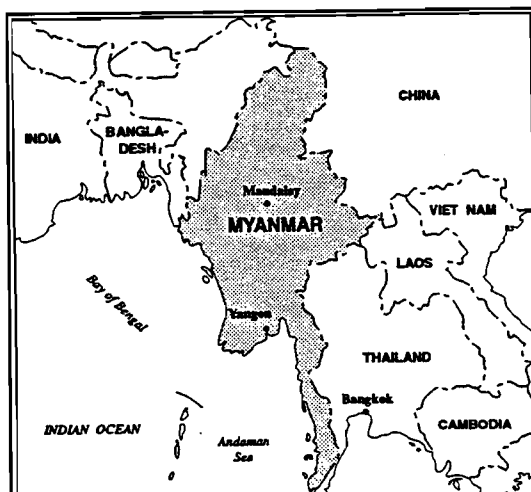 CHINA
INDIA
BANGLA-
DESH
Mandalay
MYANMAR
VIET NAM
LAOS
Bay of Bengal
Yangon
THAILAND
Bangkok
CAMBODIA
INDIAN OCEAN
Andaman
Sea